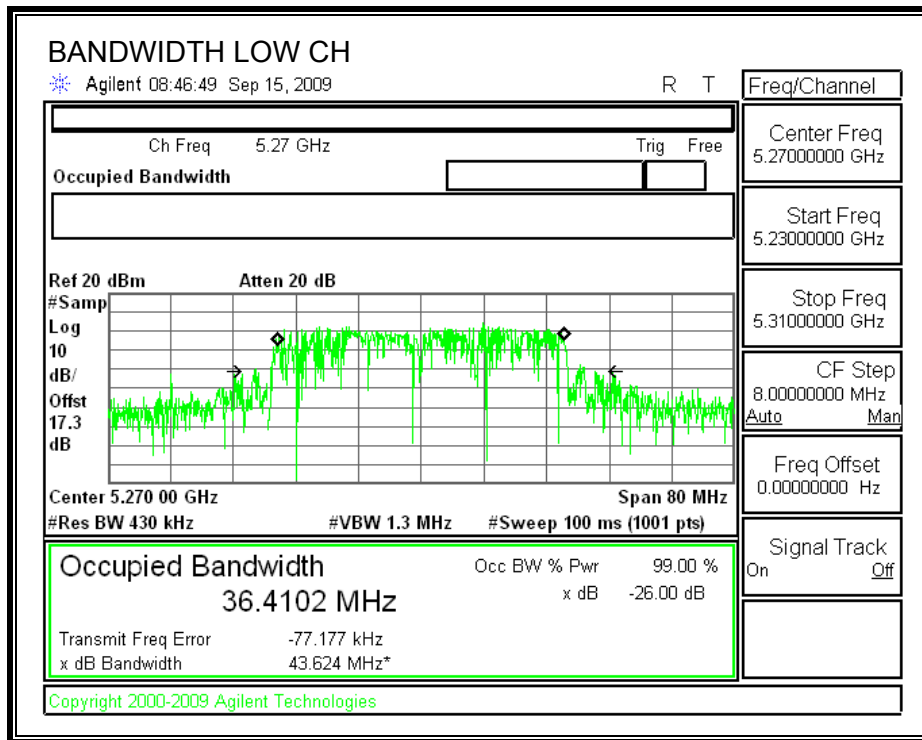 BANDWIDTH LOW CH
Agilent 08:46:49 Sep 15, 2009 R T
Freq/Channel
Ch Freq 5.27 GHz Trig Free
Occupied Bandwidth
Center Freq
5.27000000 GHz
Start Freq
5.23000000 GHz
Stop Freq
5.31000000 GHz
CF Step
8.00000000 MHz
Auto Man
Freq Offset
0.00000000 Hz
Signal Track
On Off
Ref 20 dBm Atten 20 dB
#Samp
Log
10
dB/
Offst
17.3
dB
Center 5.270 00 GHz Span 80 MHz
#Res BW 430 kHz #VBW 1.3 MHz #Sweep 100 ms (1001 pts)
Occupied Bandwidth
36.4102 MHz
Occ BW % Pwr 99.00 %
x dB -26.00 dB
Transmit Freq Error -77.177 kHz
x dB Bandwidth 43.624 MHz*
Copyright 2000-2009 Agilent Technologies